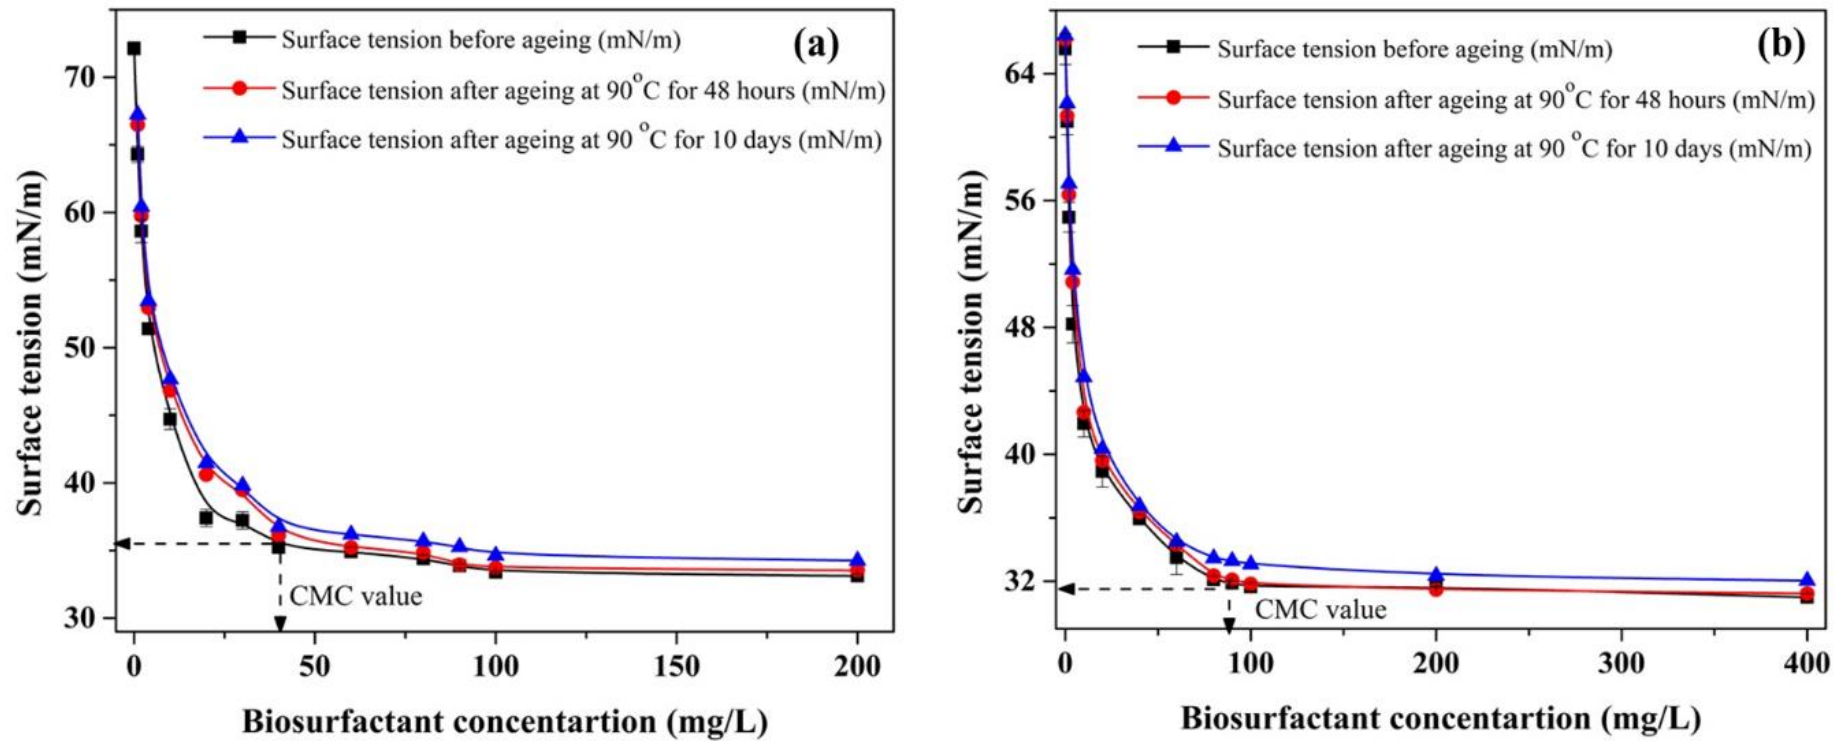 (a)
Surface tension before ageing (mN/m)
Surface tension after ageing at 90°C for 48 hours (mN/m)
Surface tension after ageing at 90 °C for 10 days (mN/m)
Surface tension (mN/m)
70
60
50
40
30
CMC value
0 50 100 150 200
Biosurfactant concentartion (mg/L)
(b)
Surface tension before ageing (mN/m)
Surface tension after ageing at 90°C for 48 hours (mN/m)
Surface tension after ageing at 90 °C for 10 days (mN/m)
Surface tension (mN/m)
64
56
48
40
32
CMC value
0 100 200 300 400
Biosurfactant concentartion (mg/L)